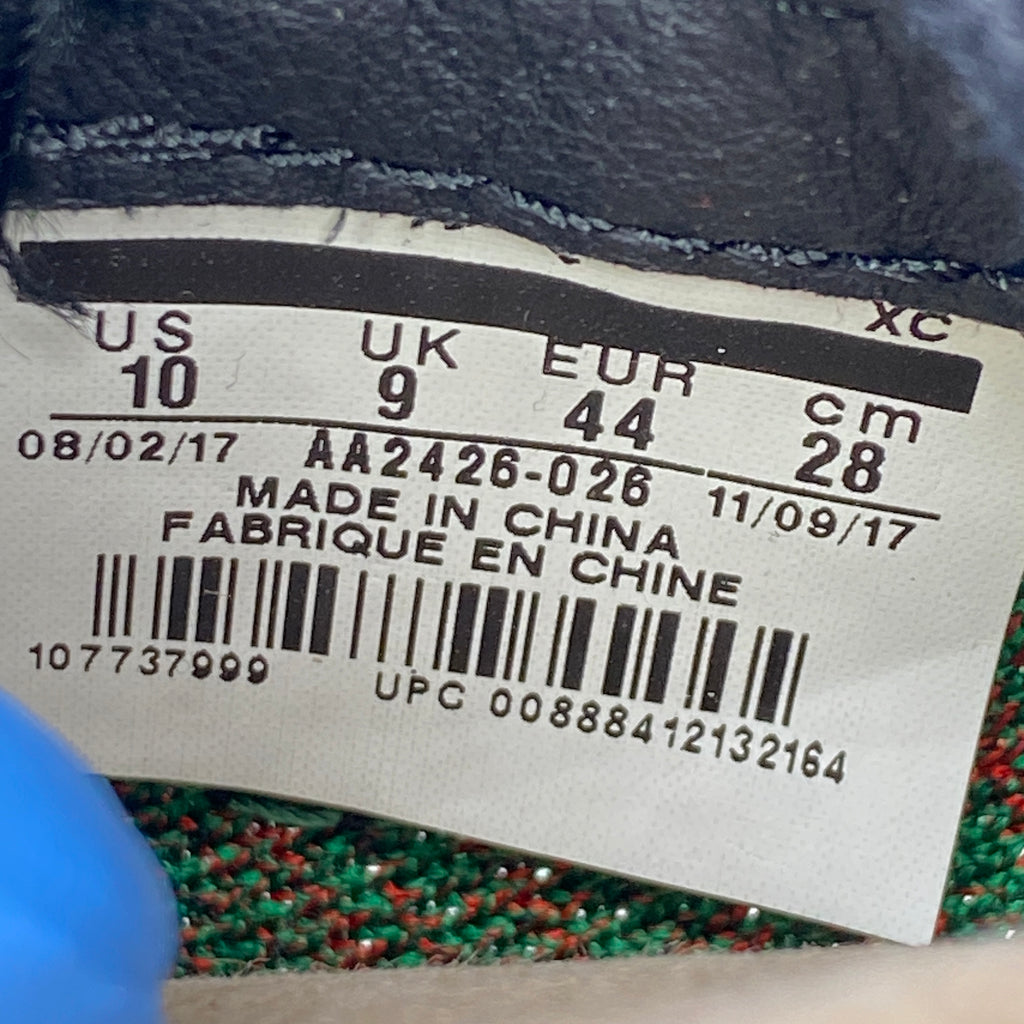 XC
US UK EUR cm
10 9 44 28
08/02/17 AA2426-026 11/09/17
MADE IN CHINA
FABRIQUE EN CHINE
107737999 UPC 00888412132164